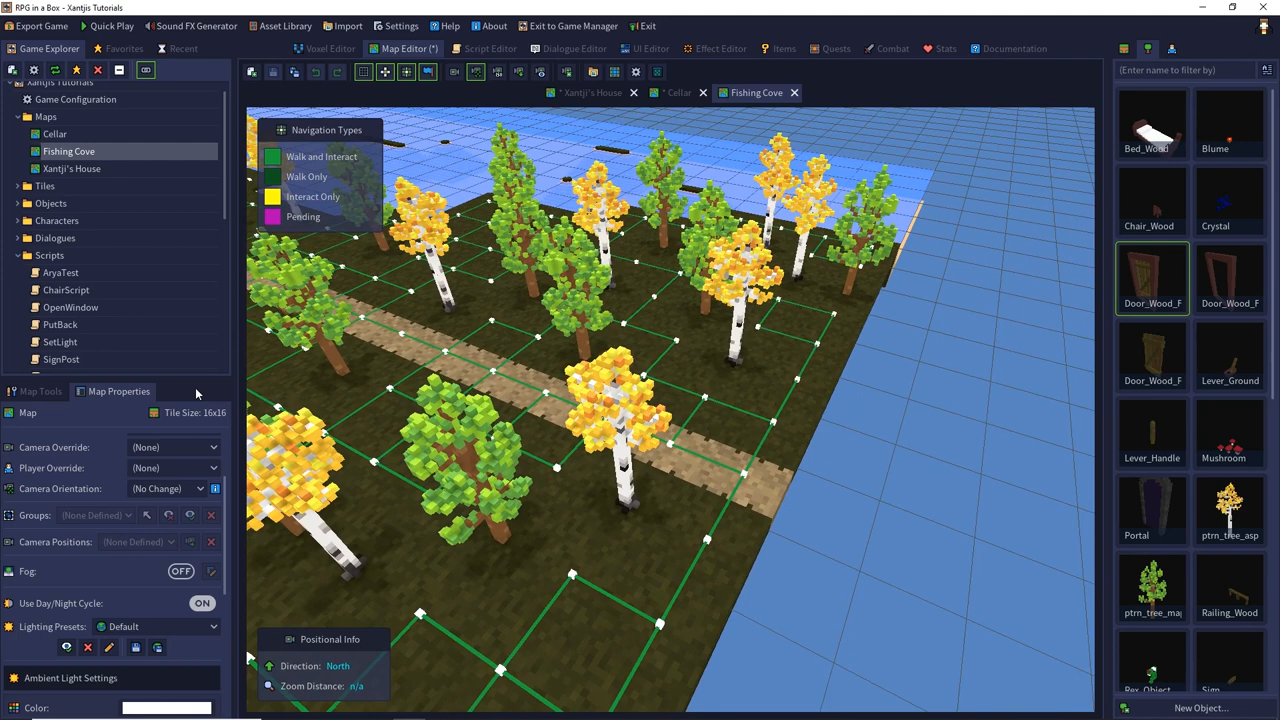 RPG in a Box - Xantjis Tutorials
Export Game Quick Play Sound FX Generator Asset Library Import Settings Help About Exit to Game Manager Exit
Game Explorer Favorites Recent
Voxel Editor Map Editor (*) Script Editor Dialogue Editor UI Editor Effect Editor Items Quests Combat Stats Documentation
* Xantji's House * Cellar Fishing Cove
Xantjis Tutorials
Game Configuration
Maps
Cellar
Fishing Cove
Xantji's House
Tiles
Objects
Characters
Dialogues
Scripts
AryaTest
ChairScript
OpenWindow
PutBack
SetLight
SignPost
Map Tools Map Properties
Map Tile Size: 16x16
Camera Override: (None)
Player Override: (None)
Camera Orientation: (No Change)
Groups: (None Defined)
Camera Positions: (None Defined)
Fog: OFF
Use Day/Night Cycle: ON
Lighting Presets: Default
Ambient Light Settings
Color:
Navigation Types
Walk and Interact
Walk Only
Interact Only
Pending
Positional Info
Direction: North
Zoom Distance: n/a
(Enter name to filter by)
Bed_Wood Blume
Chair_Wood Crystal
Door_Wood_F Door_Wood_F
Door_Wood_F Lever_Ground
Lever_Handle Mushroom
Portal ptrn_tree_asp
ptrn_tree_map Railing_Wood
Rex_Object Sign
New Object...